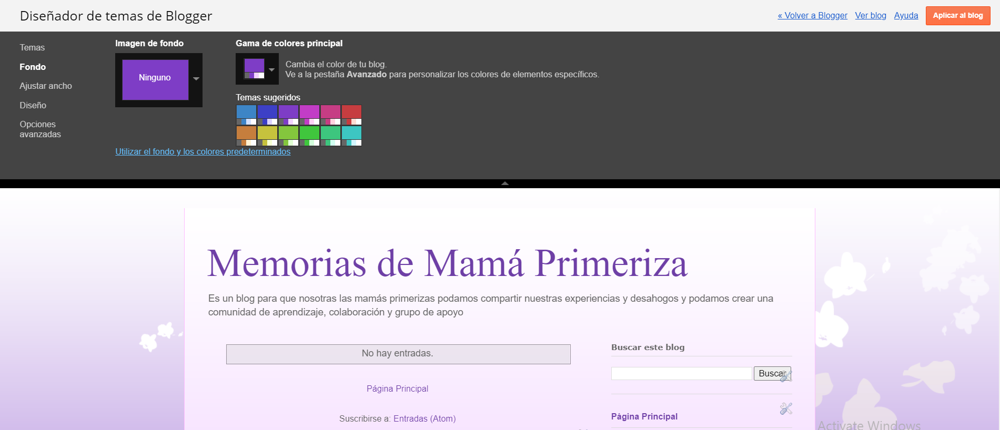 Diseñador de temas de Blogger
« Volver a Blogger Ver blog Ayuda Aplicar al blog
Temas
Fondo
Ajustar ancho
Diseño
Opciones
avanzadas
Imagen de fondo
Ninguno
Gama de colores principal
Cambia el color de tu blog.
Ve a la pestaña Avanzado para personalizar los colores de elementos específicos.
Temas sugeridos
Utilizar el fondo y los colores predeterminados
Memorias de Mamá Primeriza
Es un blog para que nosotras las mamás primerizas podamos compartir nuestras experiencias y desahogos y podamos crear una
comunidad de aprendizaje, colaboración y grupo de apoyo
No hay entradas.
Página Principal
Suscribirse a: Entradas (Atom)
Buscar este blog
Buscar
Página Principal
Activate Windows